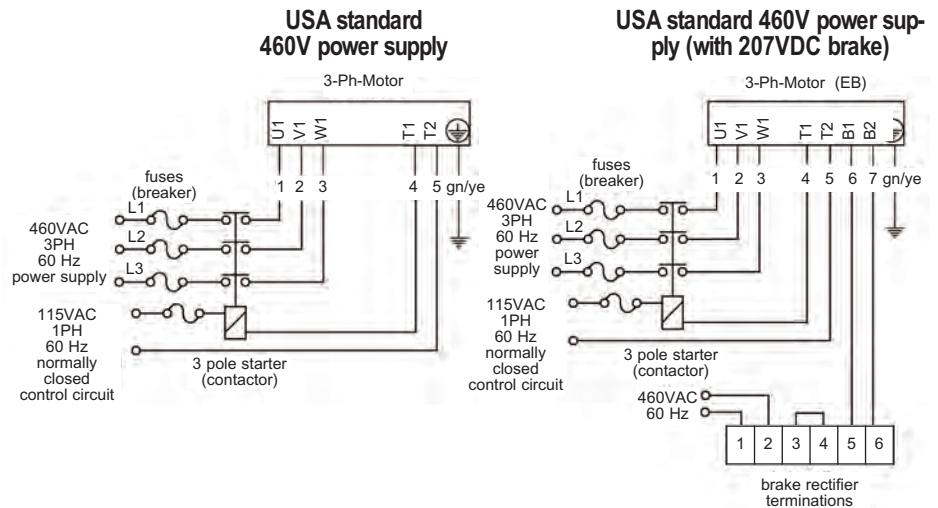 USA standard
460V power supply
3-Ph-Motor
U1 V1 W1 T1 T2
1 2 3 4 5 gn/ye
fuses
(breaker)
L1
L2
L3
460VAC
3PH
60 Hz
power supply
115VAC
1PH
60 Hz
normally
closed
control circuit
3 pole starter
(contactor)
USA standard 460V power sup-
ply (with 207VDC brake)
3-Ph-Motor (EB)
U1 V1 W1 T1 T2 B1 B2
1 2 3 4 5 6 7 gn/ye
fuses
(breaker)
L1
L2
L3
460VAC
3PH
60 Hz
power
supply
115VAC
1PH
60 Hz
normally
closed
control circuit
3 pole starter
(contactor)
460VAC
60 Hz
1 2 3 4 5 6
brake rectifier
terminations